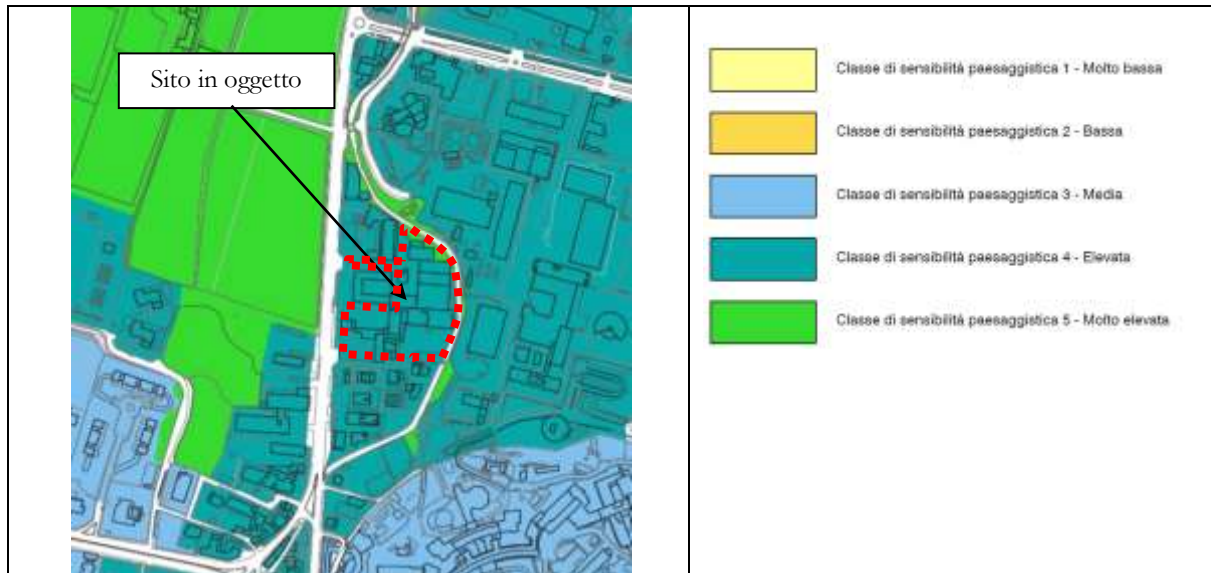 Sito in oggetto
Classe di sensibilità paesaggistica 1 - Molto bassa
Classe di sensibilità paesaggistica 2 - Bassa
Classe di sensibilità paesaggistica 3 - Media
Classe di sensibilità paesaggistica 4 - Elevata
Classe di sensibilità paesaggistica 5 - Molto elevata